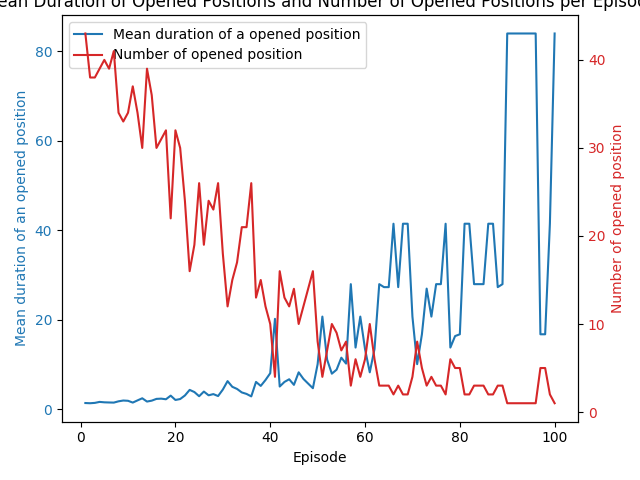 ean Duration of Opened Positions and Number of Opened Positions per Episo
Mean duration of a opened position
Number of opened position
Mean duration of an opened position
80
60
40
20
0
40
30
20
10
0
Number of opened position
0 20 40 60 80 100
Episode